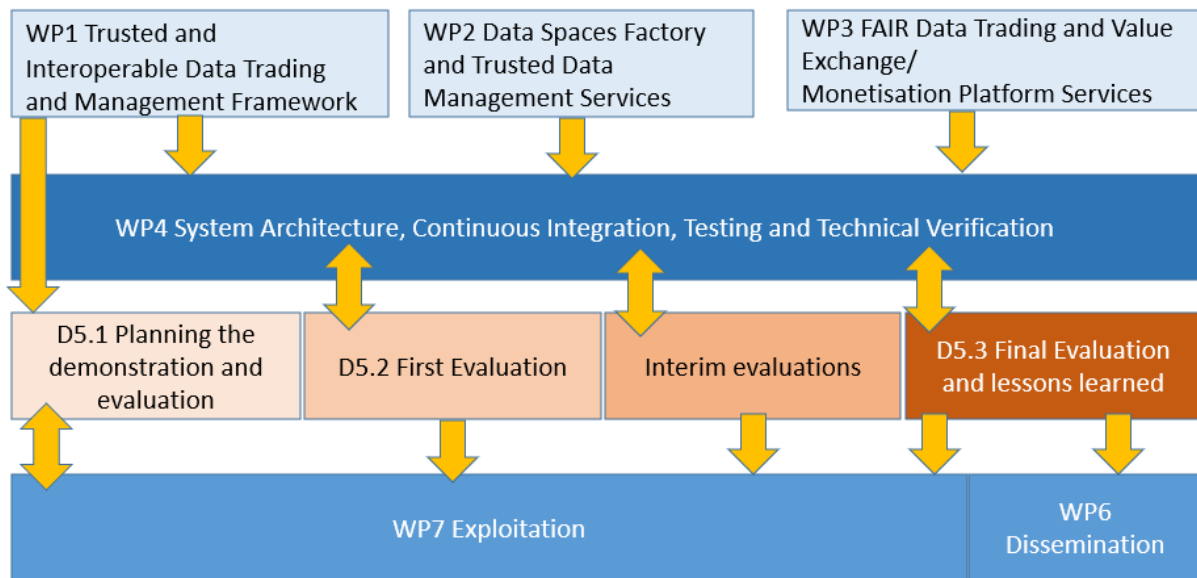 WP1 Trusted and
Interoperable Data Trading
and Management Framework
WP2 Data Spaces Factory
and Trusted Data
Management Services
WP3 FAIR Data Trading and Value
Exchange/
Monetisation Platform Services
WP4 System Architecture, Continuous Integration, Testing and Technical Verification
D5.1 Planning the
demonstration and
evaluation
D5.2 First Evaluation
Interim evaluations
D5.3 Final Evaluation
and lessons learned
WP7 Exploitation
WP6
Dissemination